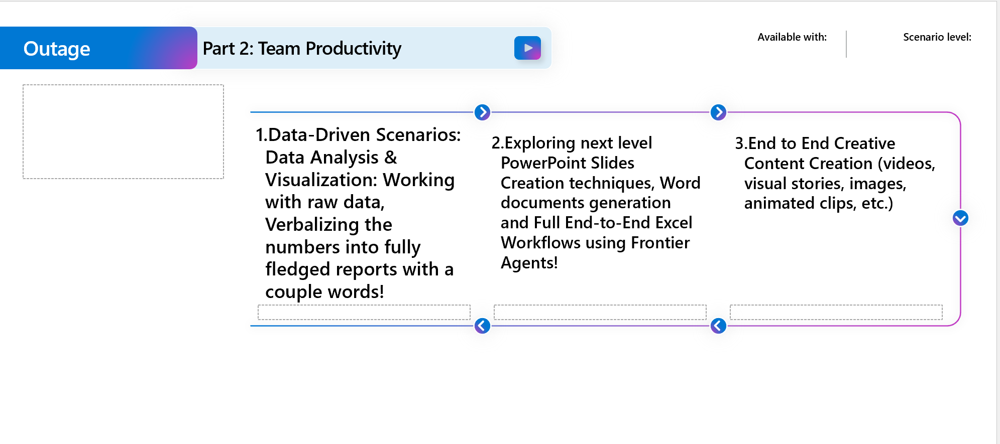 Outage
Part 2: Team Productivity
Available with:
Scenario level:
1.Data-Driven Scenarios:
Data Analysis &
Visualization: Working
with raw data,
Verbalizing the
numbers into fully
fledged reports with a
couple words!
2.Exploring next level
PowerPoint Slides
Creation techniques, Word
documents generation
and Full End-to-End Excel
Workflows using Frontier
Agents!
3.End to End Creative
Content Creation (videos,
visual stories, images,
animated clips, etc.)